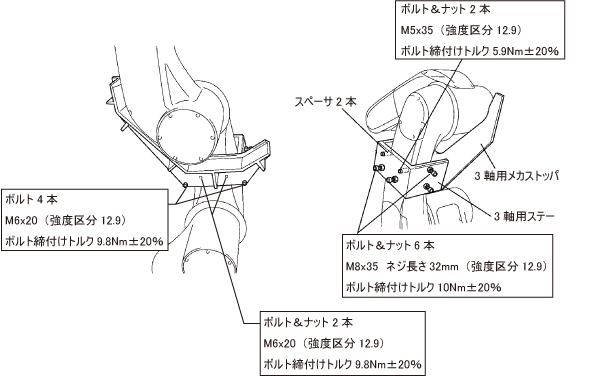 ボルト＆ナット 2 本
M5x35（強度区分 12.9）
ボルト締付けトルク 5.9Nm±20%
スペーサ 2 本
3 軸用メカストッパ
3 軸用ステー
ボルト 4 本
M6x20（強度区分 12.9）
ボルト締付けトルク 9.8Nm±20%
ボルト＆ナット 6 本
M8x35 ネジ長さ 32mm（強度区分 12.9）
ボルト締付けトルク 10Nm±20%
ボルト＆ナット 2 本
M6x20（強度区分 12.9）
ボルト締付けトルク 9.8Nm±20%